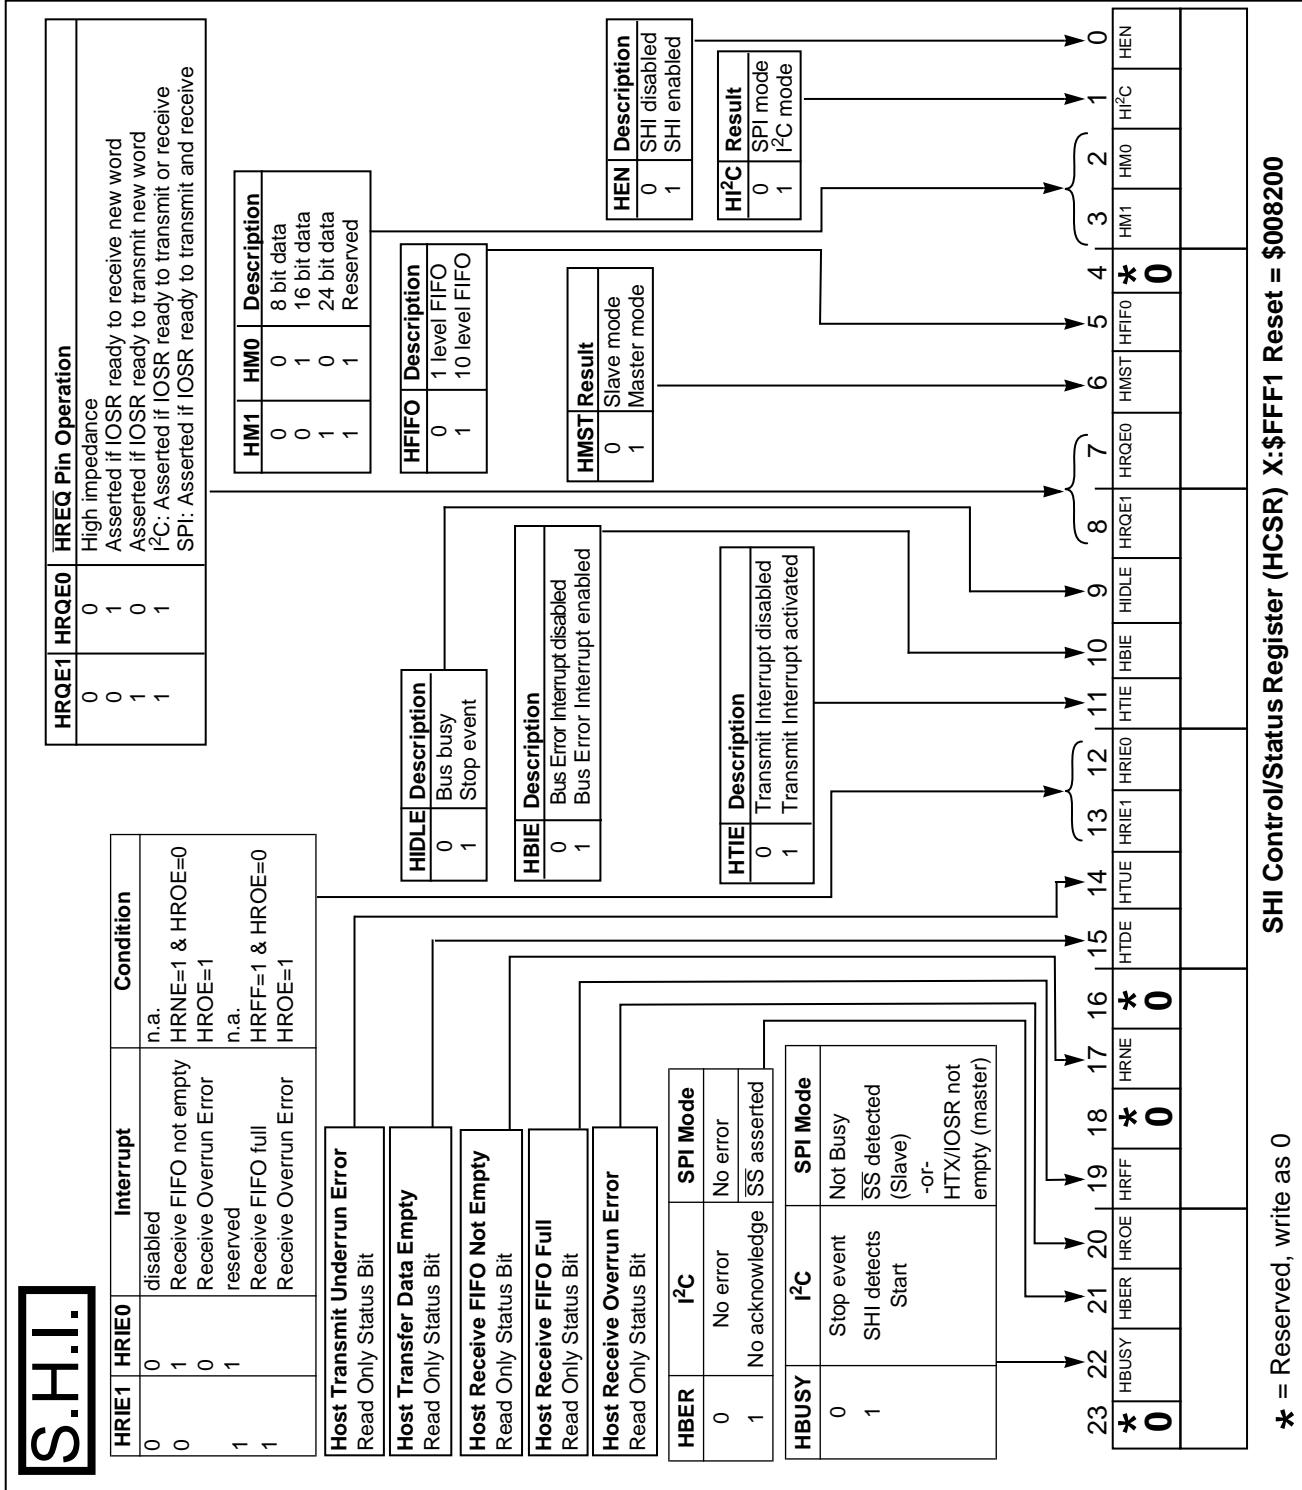 S.H.I.
HRIE1 HRIE0 Interrupt Condition
0 0 disabled n.a.
0 1 Receive FIFO not empty HRNE=1 & HROE=0
0 Receive Overrun Error HROE=1
1 1 reserved n.a.
1 Receive FIFO full HRFF=1 & HROE=0
Receive Overrun Error HROE=1
HRQE1 HRQE0 HREQ Pin Operation
0 0 High impedance
0 1 Asserted if IOSR ready to receive new word
1 0 Asserted if IOSR ready to transmit new word
1 1 I2C: Asserted if IOSR ready to transmit or receive
SPI: Asserted if IOSR ready to transmit and receive
HM1 HM0 Description
0 0 8 bit data
0 1 16 bit data
1 0 24 bit data
1 1 Reserved
HFIFO Description
0 1 level FIFO
1 10 level FIFO
HMST Result
0 Slave mode
1 Master mode
HEN Description
0 SHI disabled
1 SHI enabled
HI2C Result
0 SPI mode
1 I2C mode
HIDLE Description
0 Bus busy
1 Stop event
HBIE Description
0 Bus Error Interrupt disabled
1 Bus Error Interrupt enabled
HTIE Description
0 Transmit Interrupt disabled
1 Transmit Interrupt activated
Host Transmit Underrun Error
Read Only Status Bit
Host Transfer Data Empty
Read Only Status Bit
Host Receive FIFO Not Empty
Read Only Status Bit
Host Receive FIFO Full
Read Only Status Bit
Host Receive Overrun Error
Read Only Status Bit
HBER I2C SPI Mode
0 No error No error
1 No acknowledge SS asserted
HBUSY I2C SPI Mode
0 Stop event Not Busy
1 SHI detects SS detected
Start (Slave)
-or-
HTX/IOSR not
empty (master)
23 22 21 20 19 18 17 16 15 14 13 12 11 10 9 8 7 6 5 4 3 2 1 0
*0 HBUSY HBER HROE HRFF *0 HRNE *0 HTDE HTUE HRIE1 HRIE0 HTIE HBIE HIDLE HRQE1 HRQE0 HMST HFIF0 *0 HM1 HM0 HI2C HEN
SHI Control/Status Register (HCSR) X:$FFF1 Reset = $008200
* = Reserved, write as 0